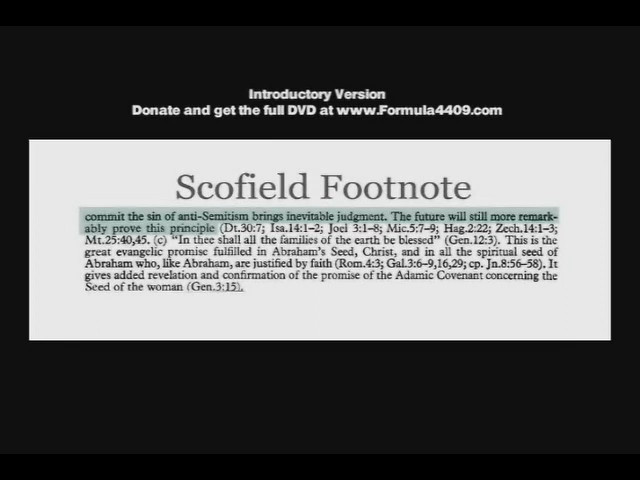 Introductory Version
Donate and get the full DVD at www.Formula4409.com
Scofield Footnote
commit the sin of anti-Semitism brings inevitable judgment. The future will still more remark-
ably prove this principle (Dt.30:7; Isa.14:1–2; Joel 3:1–8; Mic.5:7–9; Hag.2:22; Zech.14:1–3;
Mt.25:40,45. (c) “In thee shall all the families of the earth be blessed” (Gen.12:3). This is the
great evangelic promise fulfilled in Abraham's Seed, Christ, and in all the spiritual seed of
Abraham who, like Abraham, are justified by faith (Rom.4:3; Gal.3:6–9,16,29; cp. Jn.8:56–58). It
gives added revelation and confirmation of the promise of the Adamic Covenant concerning the
Seed of the woman (Gen.3:15).